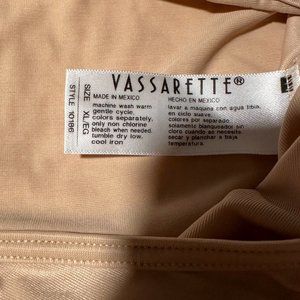 VASSARETTE®
MADE IN MEXICO
machine wash warm
gentle cycle,
colors separately,
only non chlorine
bleach when needed.
tumble dry low,
cool iron
HECHO EN MEXICO
lavar a maquina con agua tibia,
en ciclo suave,
colores por separado
solamente blanqueador sin
cloro cuando se necesite
secar y planchar a baja
temperatura.
SIZE: XL/EG
STYLE 10186